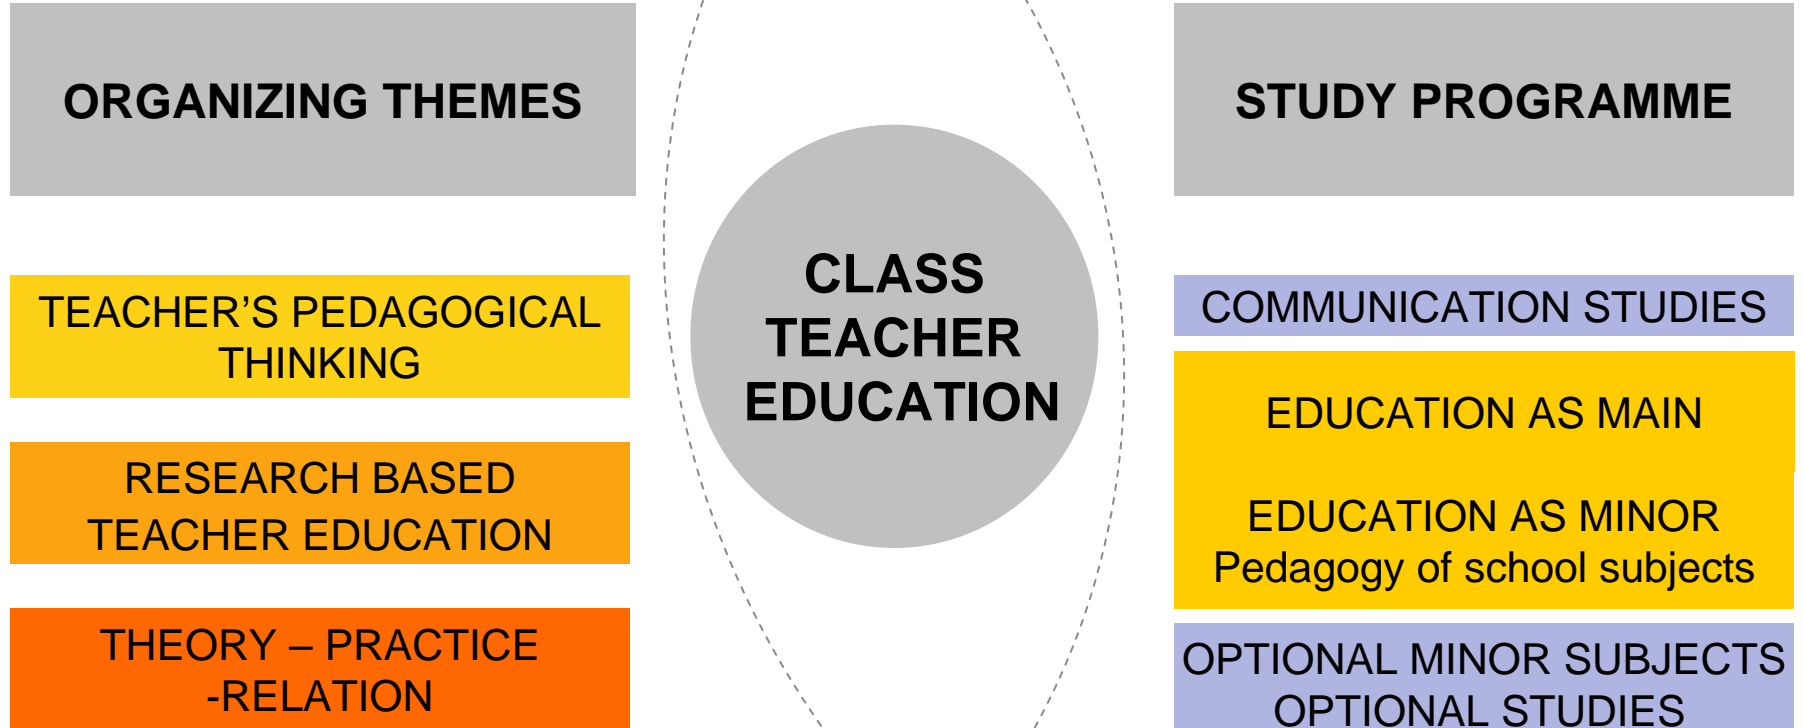 ORGANIZING THEMES
TEACHER’S PEDAGOGICAL
THINKING
RESEARCH BASED
TEACHER EDUCATION
THEORY – PRACTICE
-RELATION
CLASS
TEACHER
EDUCATION
STUDY PROGRAMME
COMMUNICATION STUDIES
EDUCATION AS MAIN
EDUCATION AS MINOR
Pedagogy of school subjects
OPTIONAL MINOR SUBJECTS
OPTIONAL STUDIES